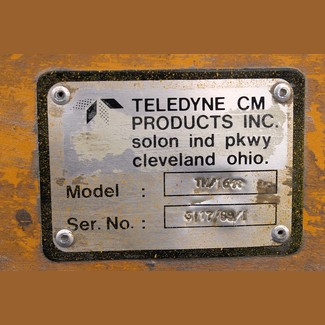 TELEDYNE CM
PRODUCTS INC.
solon ind pkwy
cleveland ohio.
Model :
Ser. No. :